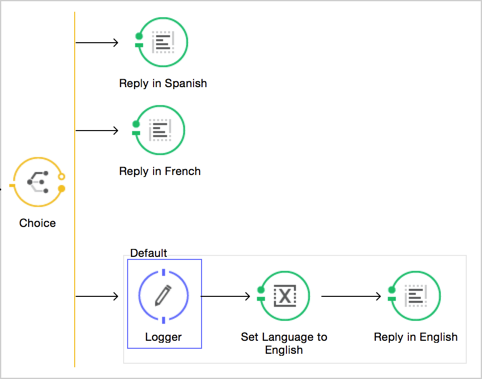 Reply in Spanish
Reply in French
Choice
Default
Logger
Set Language to
English
Reply in English